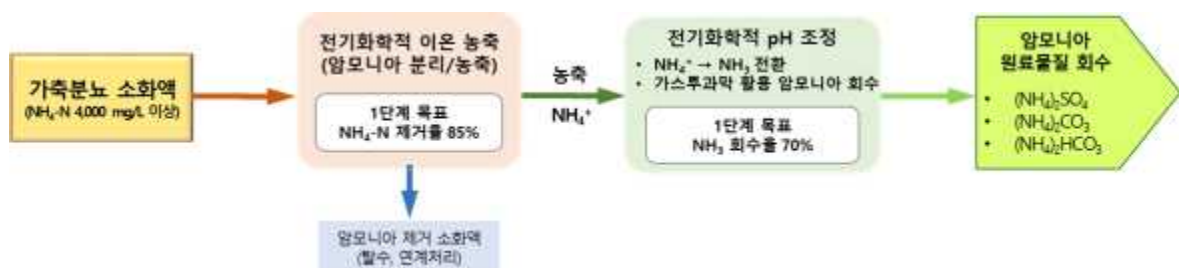 가축분뇨 소화액
(NH₄-N 4,000 mg/L 이상)
전기화학적 이온 농축
(암모니아 분리/농축)
1단계 목표
NH₄-N 제거율 85%
암모니아 제거 소화액
(탈수, 연계처리)
농축
NH₄⁺
전기화학적 pH 조정
• NH₄⁺ → NH₃ 전환
• 가스투과막 활용 암모니아 회수
1단계 목표
NH₃ 회수율 70%
암모니아
원료물질 회수
• (NH₄)₂SO₄
• (NH₄)₂CO₃
• (NH₄)₂HCO₃